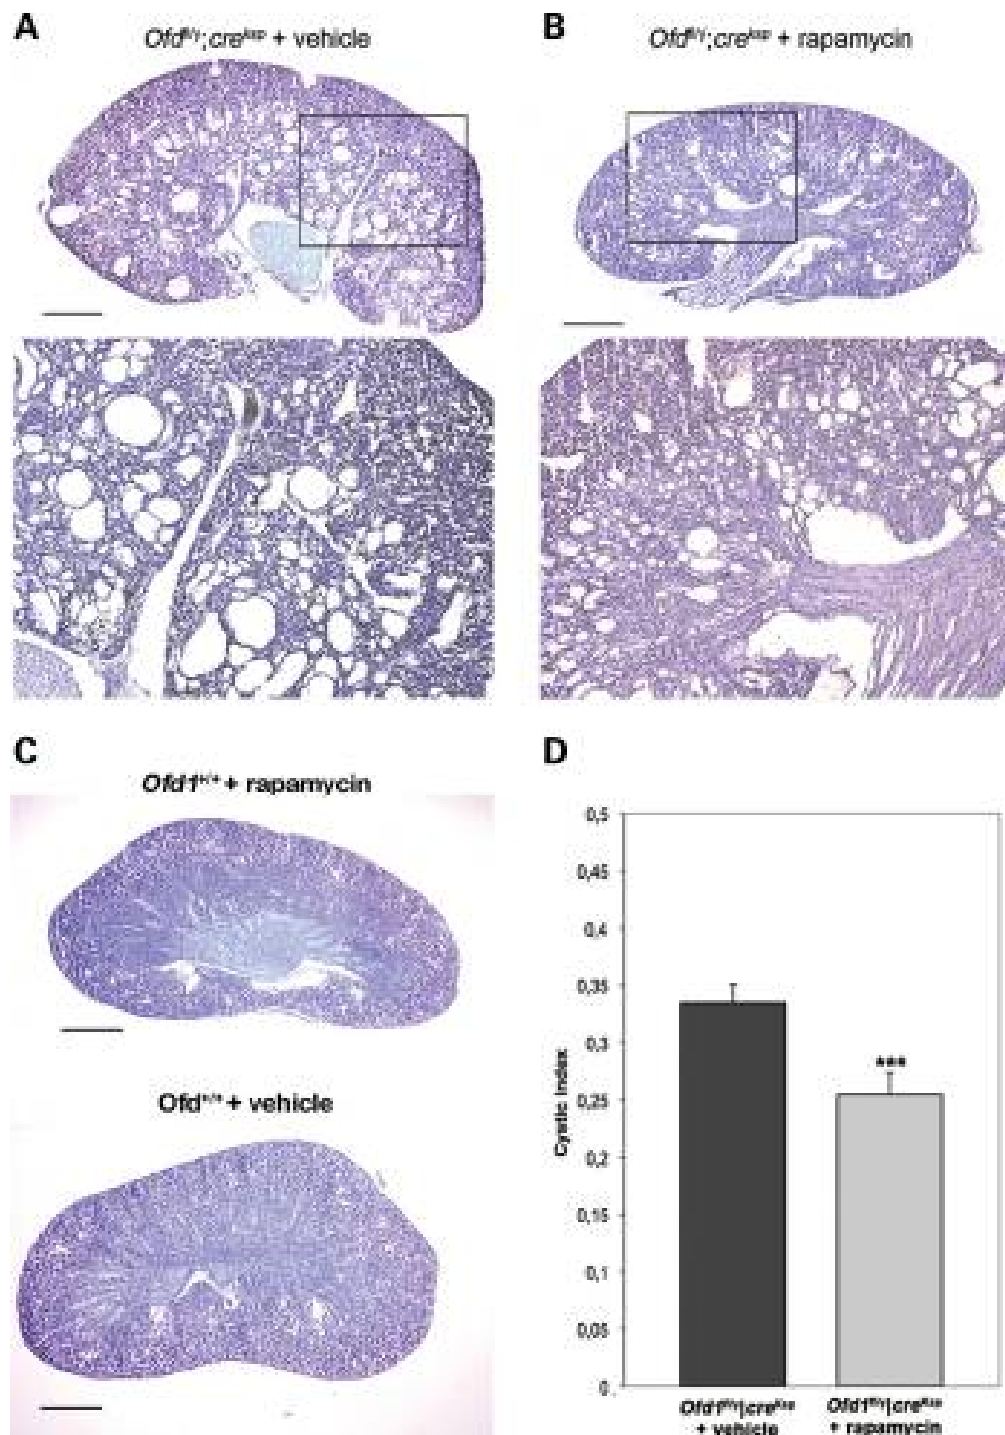 A
Ofd^fl/y;cre^ksp + vehicle
B
Ofd^fl/y;cre^ksp + rapamycin
C
Ofd1^+/+ + rapamycin
Ofd^+/+ + vehicle
D
0,5
0,45
0,4
0,35
0,3
0,25
0,2
0,15
0,1
0,05
0
Cystic Index
***
Ofd1^fl/y|cre^Ksp
+ vehicle
Ofd1^fl/y|cre^Ksp
+ rapamycin